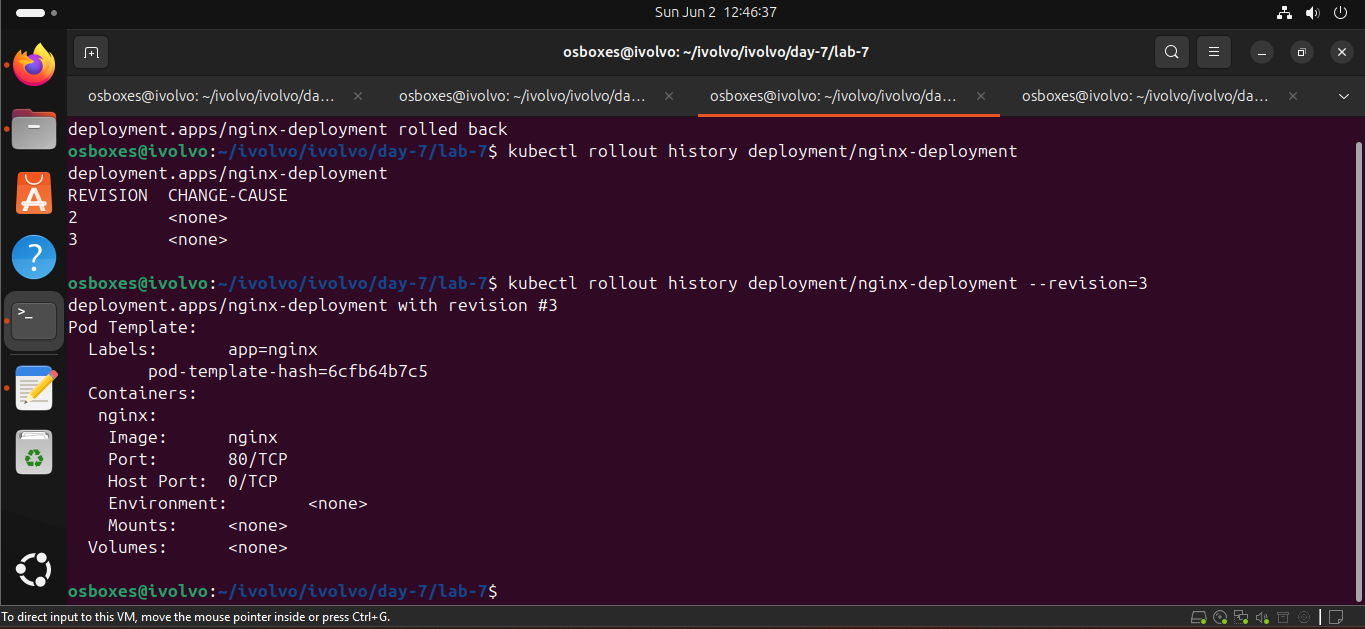 Sun Jun 2 12:46:37
osboxes@ivolvo: ~/ivolvo/ivolvo/day-7/lab-7
osboxes@ivolvo: ~/ivolvo/ivolvo/da... osboxes@ivolvo: ~/ivolvo/ivolvo/da... osboxes@ivolvo: ~/ivolvo/ivolvo/da... osboxes@ivolvo: ~/ivolvo/ivolvo/da...
deployment.apps/nginx-deployment rolled back
osboxes@ivolvo:~/ivolvo/ivolvo/day-7/lab-7$ kubectl rollout history deployment/nginx-deployment
deployment.apps/nginx-deployment
REVISION  CHANGE-CAUSE
2         <none>
3         <none>
osboxes@ivolvo:~/ivolvo/ivolvo/day-7/lab-7$ kubectl rollout history deployment/nginx-deployment --revision=3
deployment.apps/nginx-deployment with revision #3
Pod Template:
  Labels:       app=nginx
        pod-template-hash=6cfb64b7c5
  Containers:
   nginx:
    Image:      nginx
    Port:       80/TCP
    Host Port:  0/TCP
    Environment:        <none>
    Mounts:     <none>
  Volumes:      <none>
osboxes@ivolvo:~/ivolvo/ivolvo/day-7/lab-7$
To direct input to this VM, move the mouse pointer inside or press Ctrl+G.